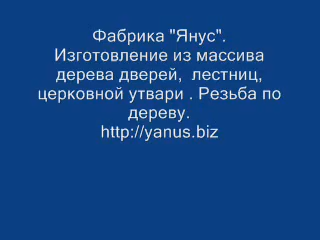 Фабрика "Янус".
Изготовление из массива
дерева дверей,  лестниц,
церковной утвари . Резьба по
дереву.
http://yanus.biz